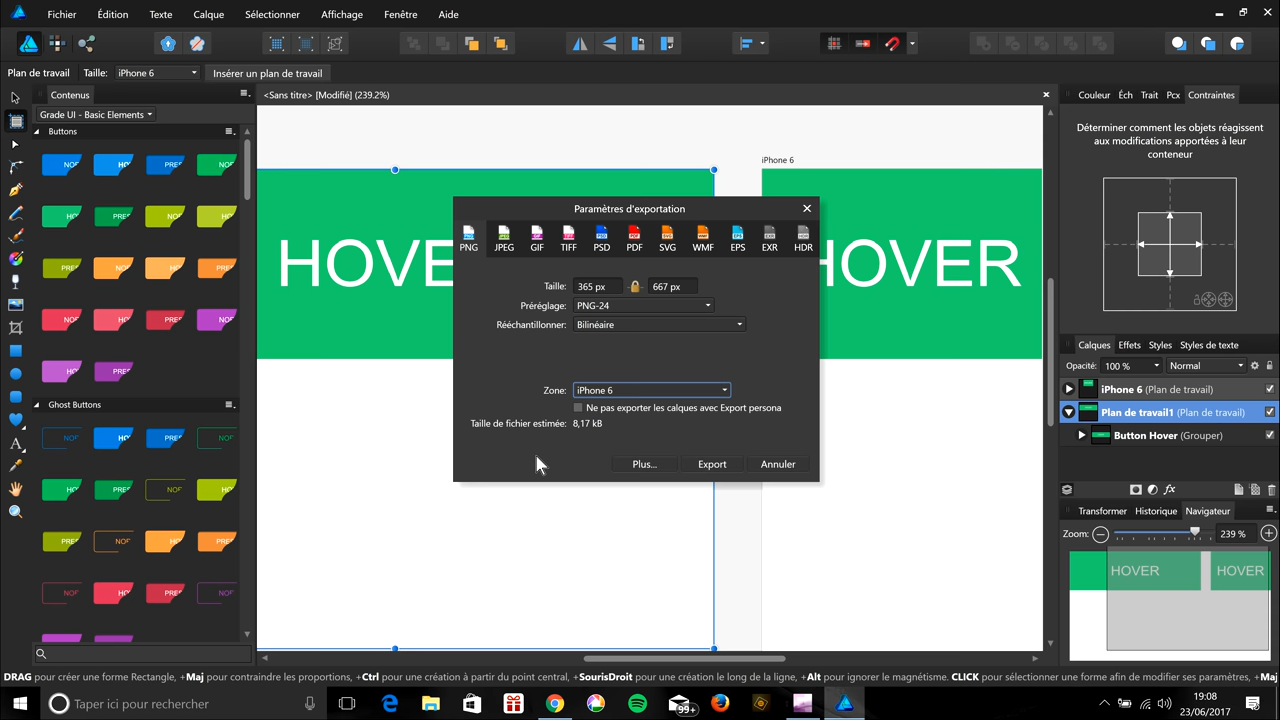 Fichier Édition Texte Calque Sélectionner Affichage Fenêtre Aide
Plan de travail Taille: iPhone 6 Insérer un plan de travail
Contenus
<Sans titre> [Modifié] (239.2%)
Couleur Éch Trait Pcx Contraintes
Grade UI - Basic Elements
Buttons
Déterminer comment les objets réagissent
aux modifications apportées à leur
conteneur
NOF HO PRES NOF
iPhone 6
HOVE
HOVER
Paramètres d'exportation
PNG JPEG GIF TIFF PSD PDF SVG WMF EPS EXR HDR
Taille: 365 px 667 px
Préréglage: PNG-24
Rééchantillonner: Bilinéaire
Zone: iPhone 6
Ne pas exporter les calques avec Export persona
Taille de fichier estimée: 8,17 kB
Plus... Export Annuler
Calques Effets Styles Styles de texte
Opacité: 100 % Normal
iPhone 6 (Plan de travail)
Plan de travail1 (Plan de travail)
Button Hover (Grouper)
Ghost Buttons
Transformer Historique Navigateur
Zoom: 239 %
HOVER HOVER
DRAG pour créer une forme Rectangle, +Maj pour contraindre les proportions, +Ctrl pour une création à partir du point central, +SourisDroit pour une création le long de la ligne, +Alt pour ignorer le magnétisme. CLICK pour sélectionner une forme afin de modifier ses paramètres, +Maj
Taper ici pour rechercher
99+
19:08
23/06/2017